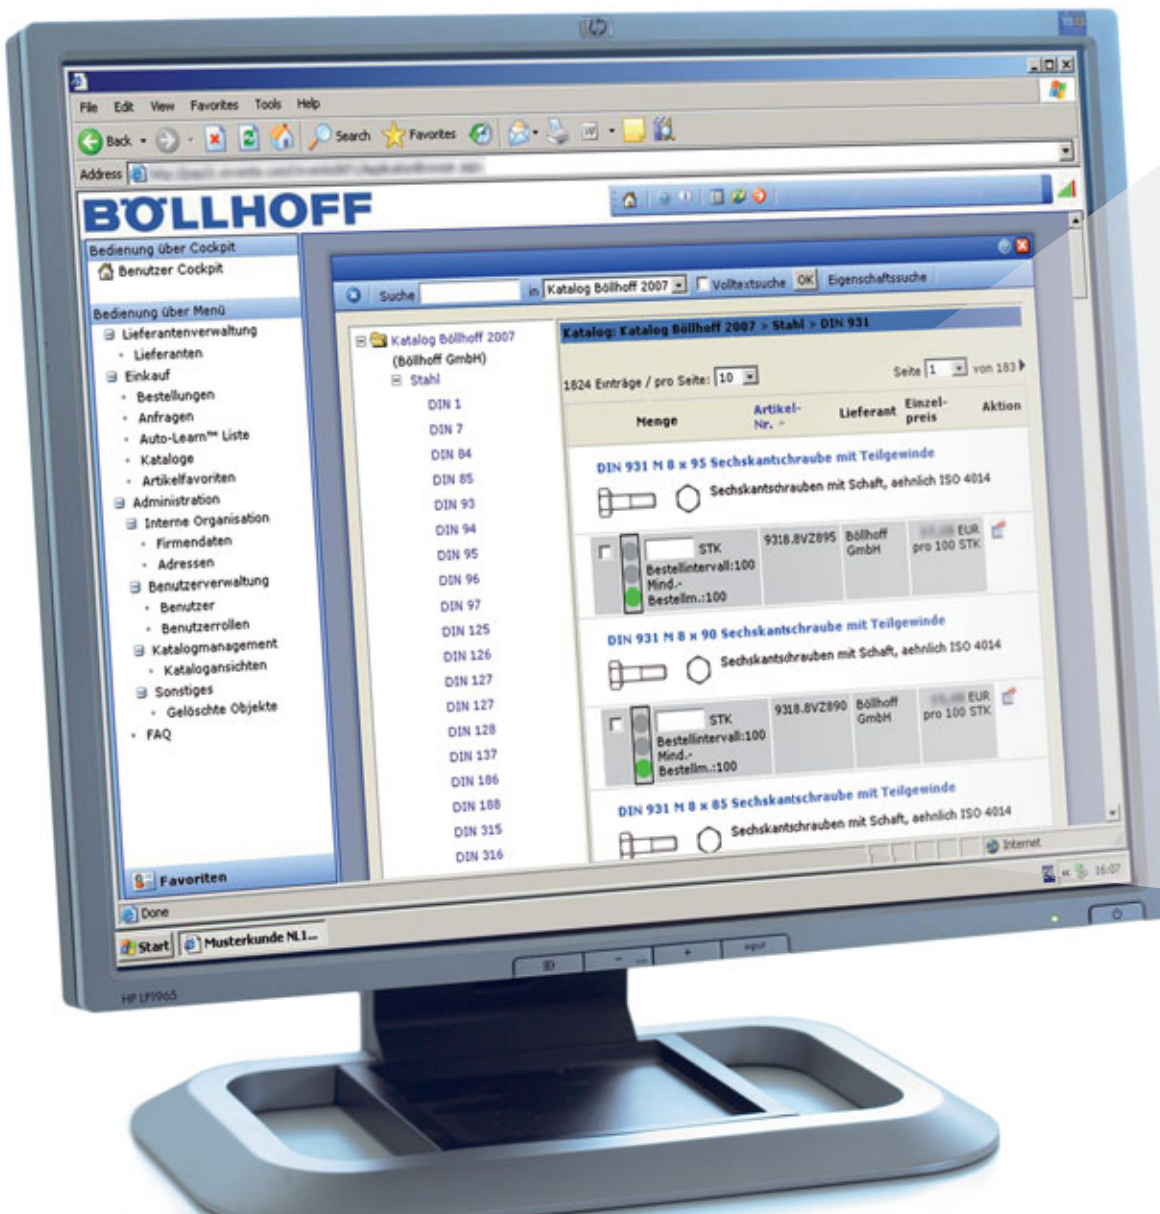 hp
File Edit View Favorites Tools Help
Back Search Favorites
Address
BÖLLHOFF
Bedienung über Cockpit
Benutzer Cockpit
Bedienung über Menü
Lieferantenverwaltung
Lieferanten
Einkauf
Bestellungen
Anfragen
Auto-Learn™ Liste
Kataloge
Artikelfavoriten
Administration
Interne Organisation
Firmendaten
Adressen
Benutzerverwaltung
Benutzer
Benutzerrollen
Katalogmanagement
Katalogansichten
Sonstiges
Gelöschte Objekte
FAQ
Favoriten
Suche in Katalog Böllhoff 2007 Volltextsuche OK Eigenschaftssuche
Katalog Böllhoff 2007
(Böllhoff GmbH)
Stahl
DIN 1
DIN 7
DIN 84
DIN 85
DIN 93
DIN 94
DIN 95
DIN 96
DIN 97
DIN 125
DIN 126
DIN 127
DIN 127
DIN 128
DIN 137
DIN 186
DIN 188
DIN 315
DIN 316
Katalog: Katalog Böllhoff 2007 > Stahl > DIN 931
1824 Einträge / pro Seite: 10 Seite 1 von 183
Menge Artikel-Nr. Lieferant Einzel-preis Aktion
DIN 931 M 8 x 95 Sechskantschraube mit Teilgewinde
Sechskantschrauben mit Schaft, aehnlich ISO 4014
STK 9318.8VZ895 Böllhoff GmbH EUR pro 100 STK
Bestellintervall:100
Mind.-
Bestellm.:100
DIN 931 M 8 x 90 Sechskantschraube mit Teilgewinde
Sechskantschrauben mit Schaft, aehnlich ISO 4014
STK 9318.8VZ890 Böllhoff GmbH EUR pro 100 STK
Bestellintervall:100
Mind.-
Bestellm.:100
DIN 931 M 8 x 85 Sechskantschraube mit Teilgewinde
Sechskantschrauben mit Schaft, aehnlich ISO 4014
Done Internet
Start Musterkunde NL1... 16:07
HP LP1965
input